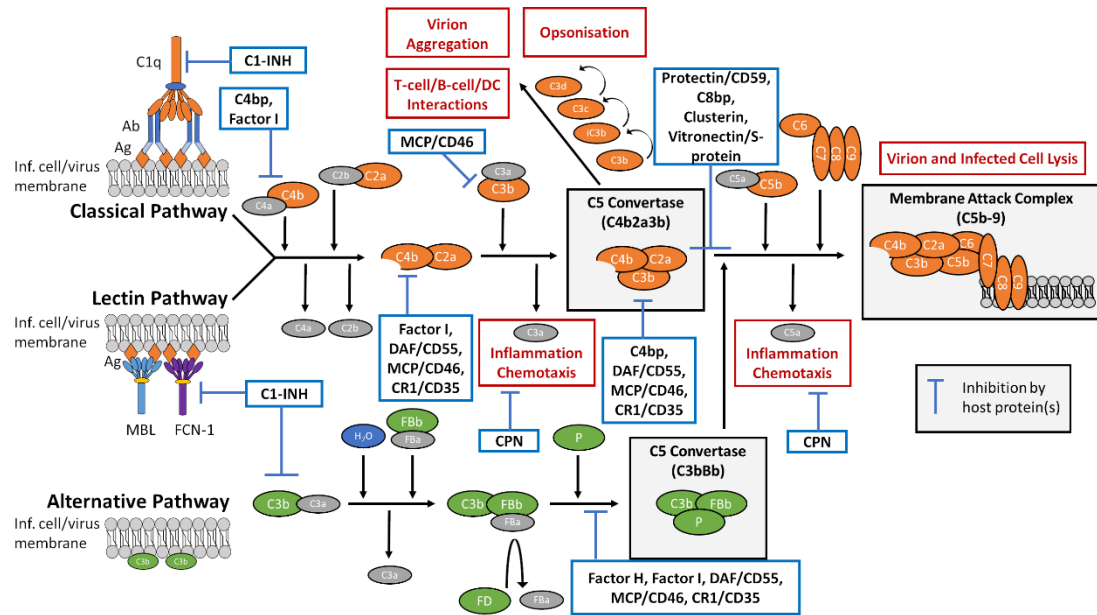 C1q
C1-INH
Ab
Ag
Inf. cell/virus
membrane
C4bp,
Factor I
Virion
Aggregation
Opsonisation
T-cell/B-cell/DC
Interactions
C3d
C3c
iC3b
C3b
Protectin/CD59,
C8bp,
Clusterin,
Vitronectin/S-
protein
C6
C7
C8
C9
Virion and Infected Cell Lysis
MCP/CD46
C4a
C4b
C2b
C2a
C3a
C3b
C5a
C5b
Classical Pathway
C5 Convertase
(C4b2a3b)
C4b
C2a
C3b
Membrane Attack Complex
(C5b-9)
C4b
C2a
C6
C3b
C5b
C7
C8
C9
C4b
C2a
Lectin Pathway
Inf. cell/virus
membrane
Ag
MBL
FCN-1
C1-INH
C4a
C2b
Factor I,
DAF/CD55,
MCP/CD46,
CR1/CD35
C3a
Inflammation
Chemotaxis
CPN
C4bp,
DAF/CD55,
MCP/CD46,
CR1/CD35
C5a
Inflammation
Chemotaxis
CPN
Inhibition by
host protein(s)
Alternative Pathway
Inf. cell/virus
membrane
C3b
C3b
C3b
C3a
H₂O
FBb
FBa
C3a
C3b
FBb
FBa
FD
FBa
P
C5 Convertase
(C3bBb)
C3b
FBb
P
Factor H, Factor I, DAF/CD55,
MCP/CD46, CR1/CD35